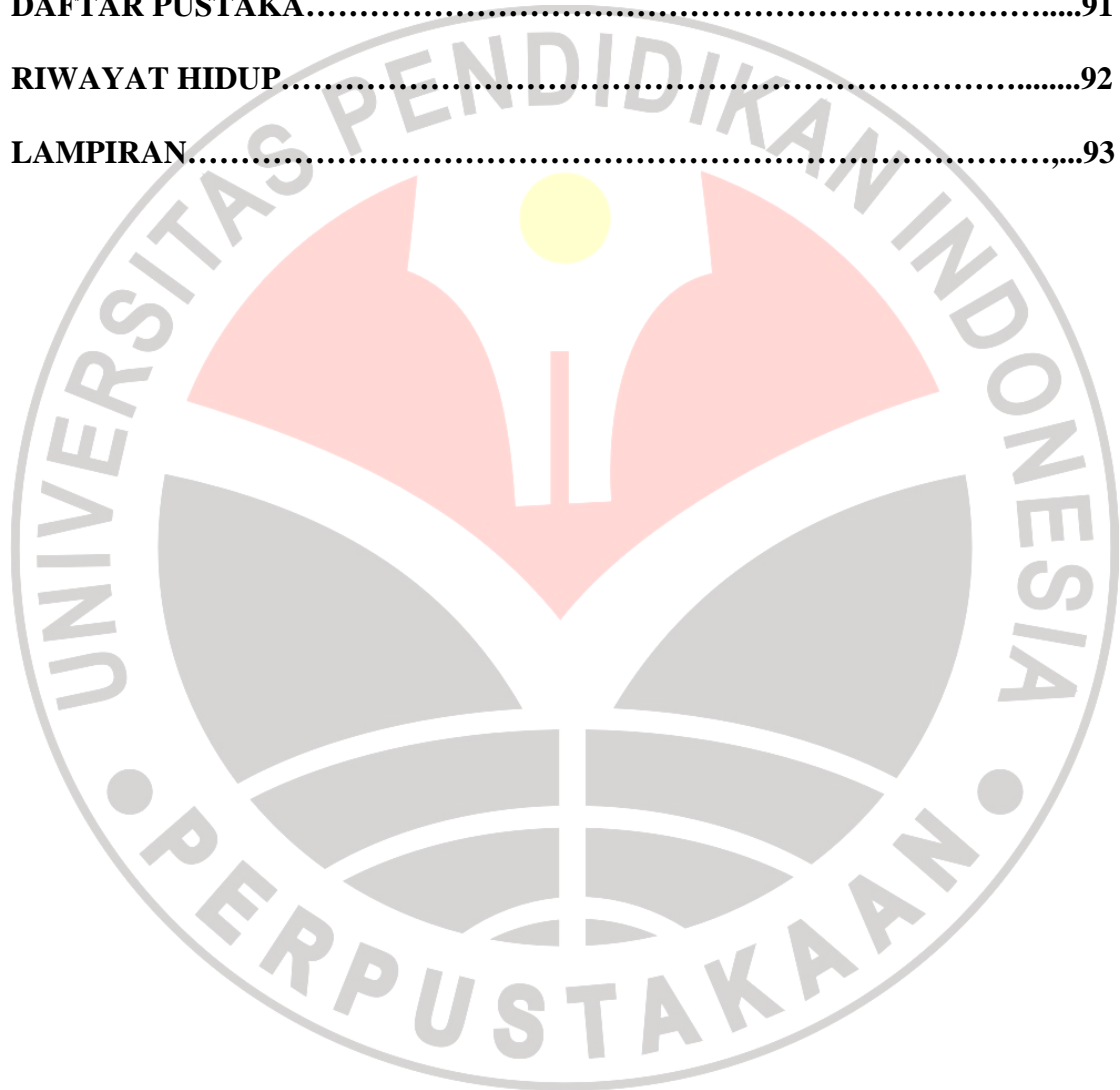 DAFTAR PUSTAKA…………………………………………………………….....91
RIWAYAT HIDUP…………………………………………………………........92
LAMPIRAN…………………………………………………………………,...93
UNIVERSITAS PENDIDIKAN INDONESIA
PERPUSTAKAAN